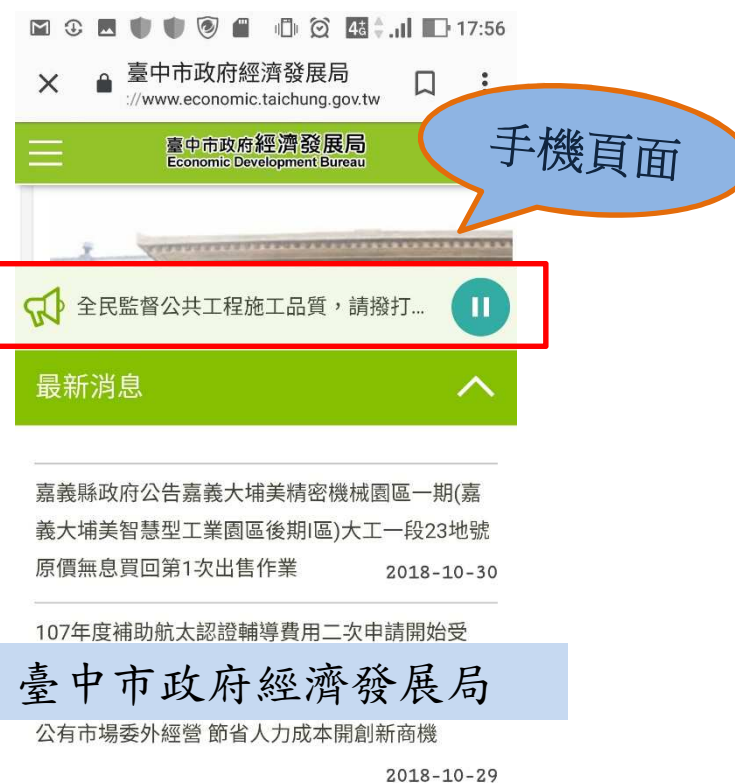 17:56
臺中市政府經濟發展局
://www.economic.taichung.gov.tw
臺中市政府經濟發展局
Economic Development Bureau
手機頁面
全民監督公共工程施工品質，請撥打...
最新消息
嘉義縣政府公告嘉義大埔美精密機械園區一期(嘉
義大埔美智慧型工業園區後期I區)大工一段23地號
原價無息買回第1次出售作業
2018-10-30
107年度補助航太認證輔導費用二次申請開始受
臺中市政府經濟發展局
公有市場委外經營 節省人力成本開創新商機
2018-10-29